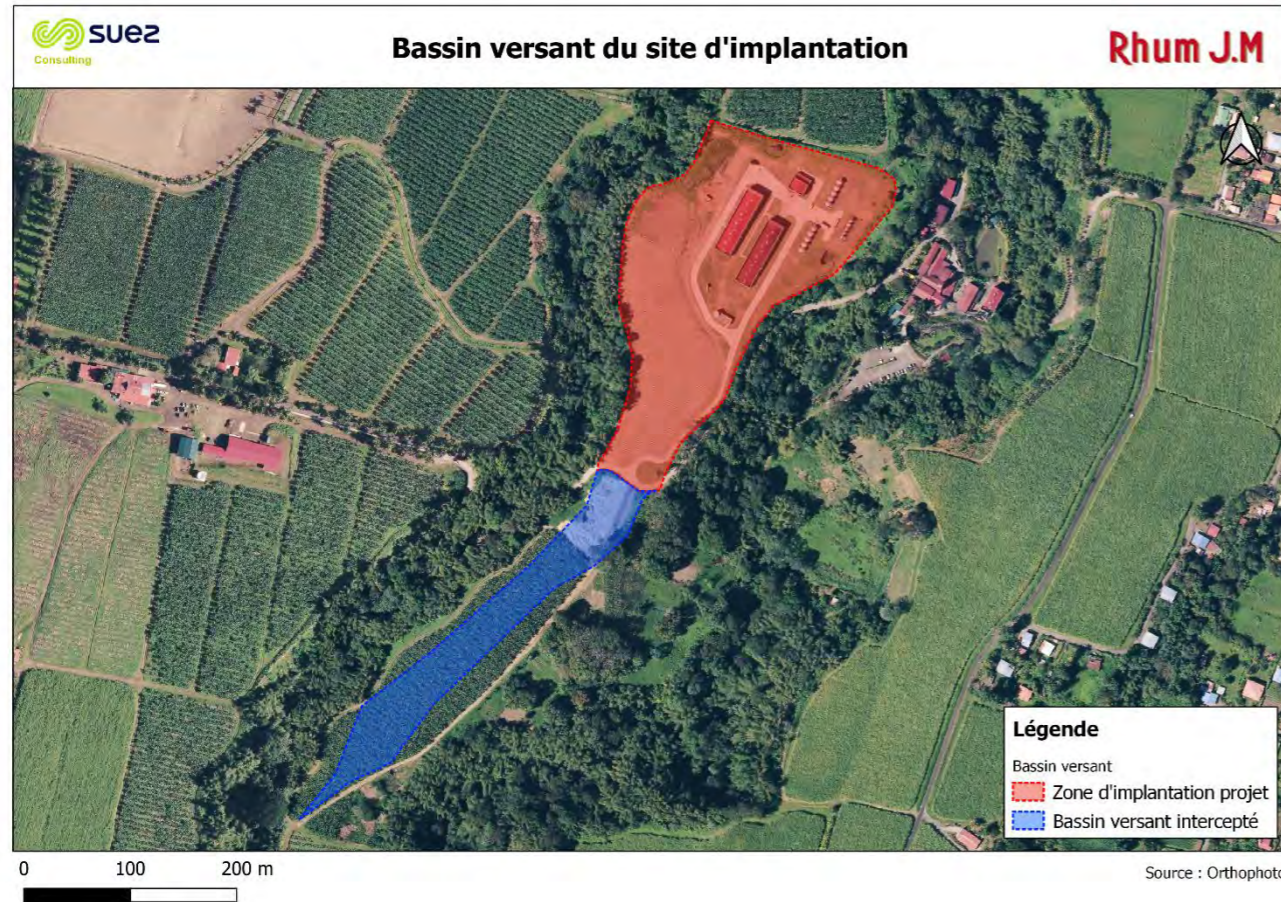 suez
Consulting
Bassin versant du site d'implantation
Rhum J.M
Légende
Bassin versant
Zone d'implantation projet
Bassin versant intercepté
0 100 200 m
Source : Orthophoto